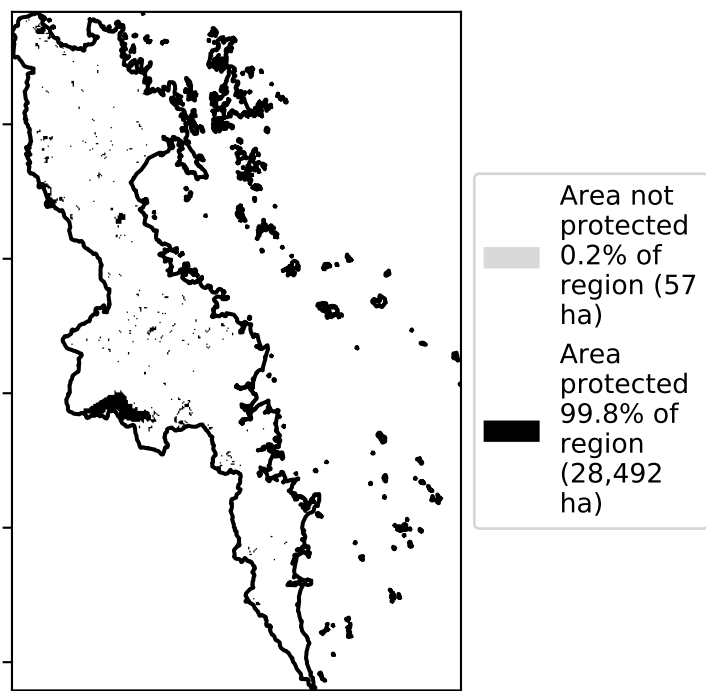 Area not
protected
0.2% of
region (57
ha)
Area
protected
99.8% of
region
(28,492
ha)